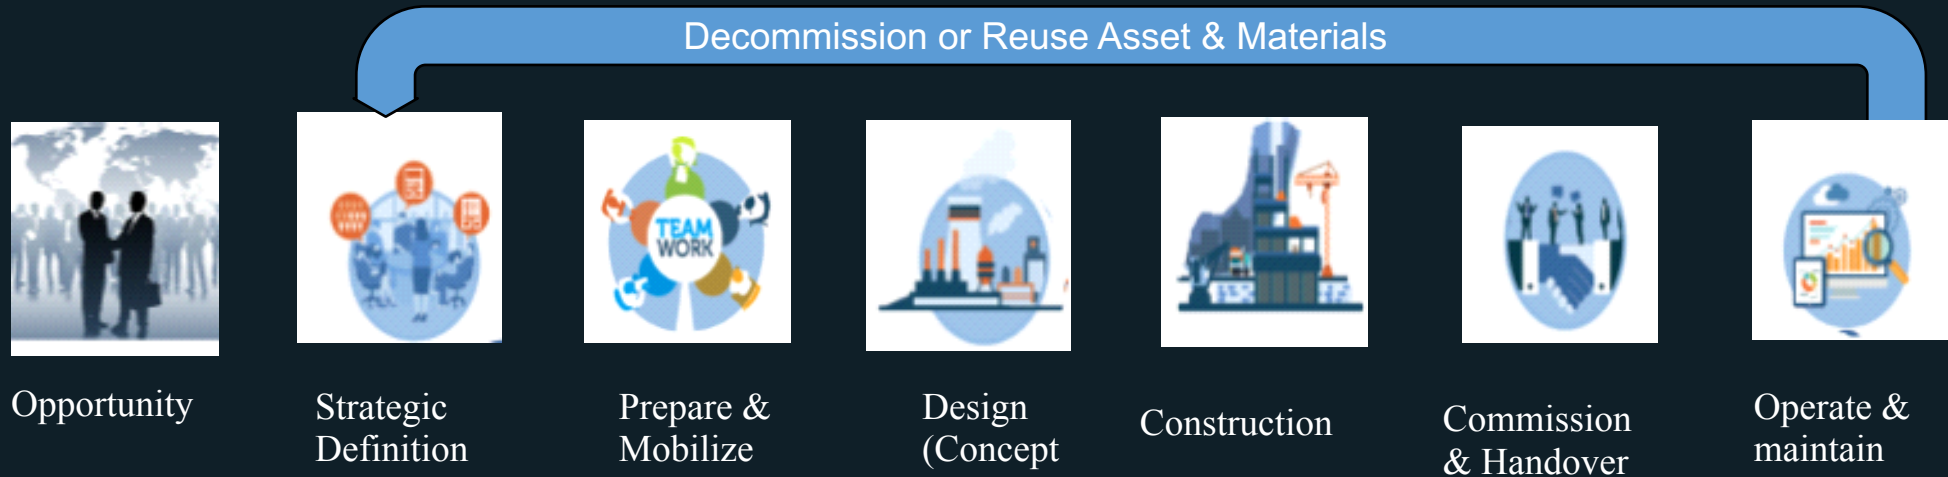 Decommission or Reuse Asset & Materials
TEAM
WORK
Opportunity
Strategic
Definition
Prepare &
Mobilize
Design
(Concept
Construction
Commission
& Handover
Operate &
maintain